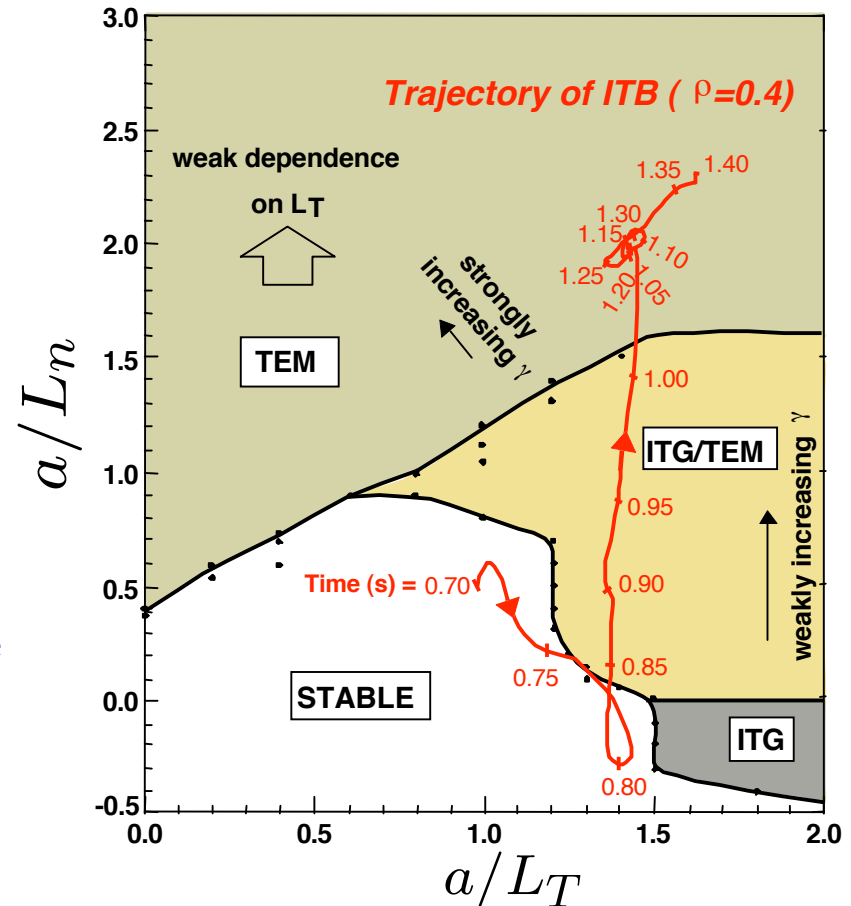 3.0
2.5
2.0
1.5
1.0
0.5
0.0
-0.5
a/Ln
Trajectory of ITB ( ρ=0.4)
weak dependence
on LT
strongly
increasing γ
TEM
1.35
1.40
1.30
1.15
1.10
1.25
1.20
1.05
1.00
ITG/TEM
0.95
0.90
Time (s) = 0.70
0.85
0.75
0.80
weakly increasing γ
STABLE
ITG
0.0
0.5
1.0
1.5
2.0
a/LT